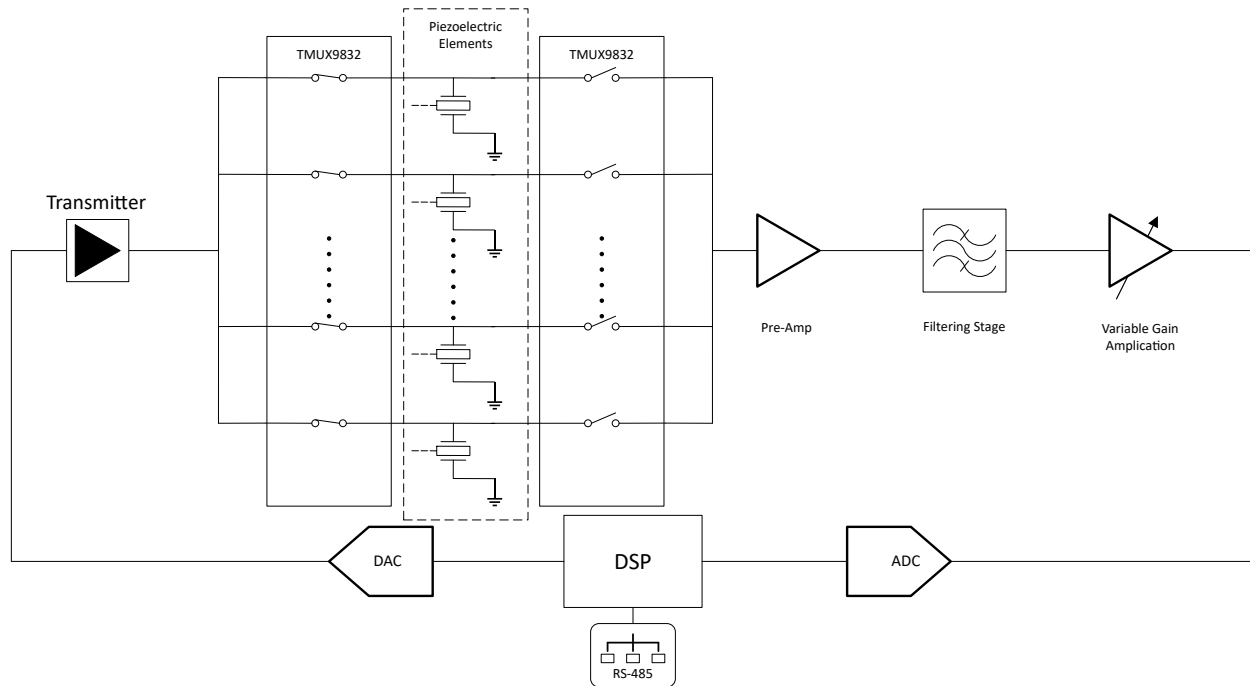 Piezoelectric
Elements
TMUX9832
TMUX9832
Transmitter
Pre-Amp
Filtering Stage
Variable Gain
Amplication
DAC
DSP
ADC
RS-485